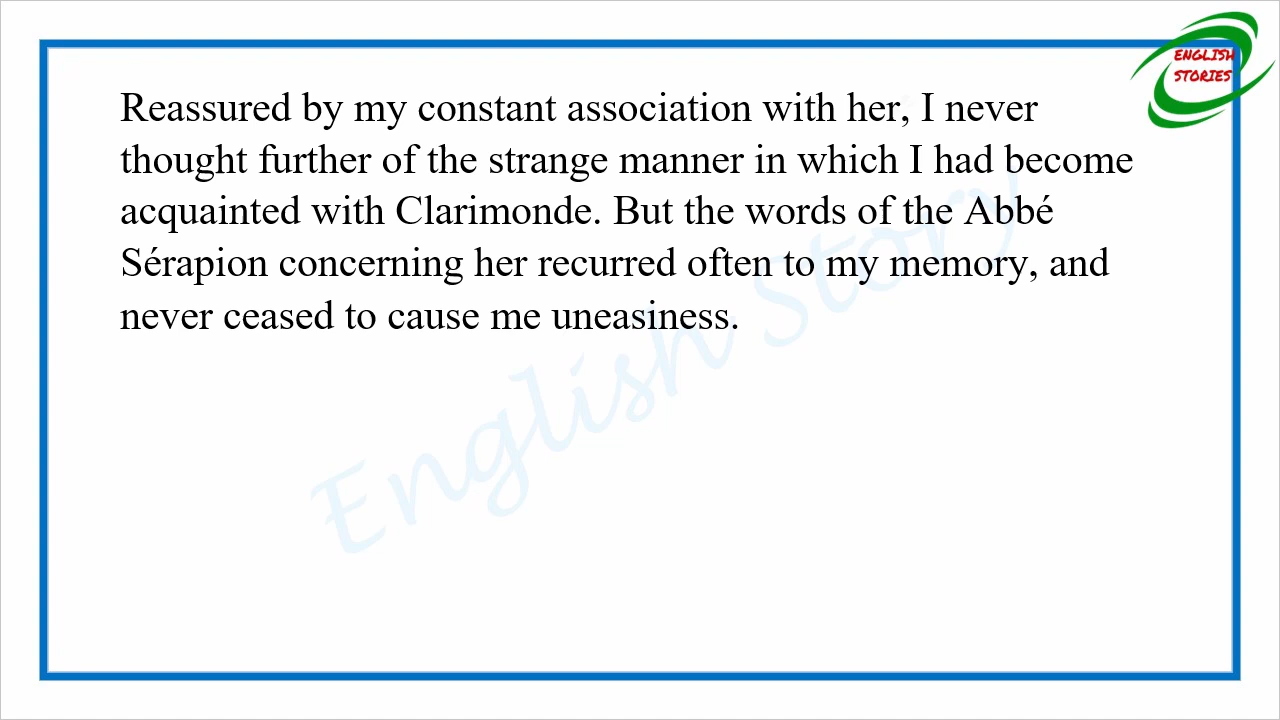 ENGLISH
STORIES
Reassured by my constant association with her, I never
thought further of the strange manner in which I had become
acquainted with Clarimonde. But the words of the Abbé
Sérapion concerning her recurred often to my memory, and
never ceased to cause me uneasiness.
English Story